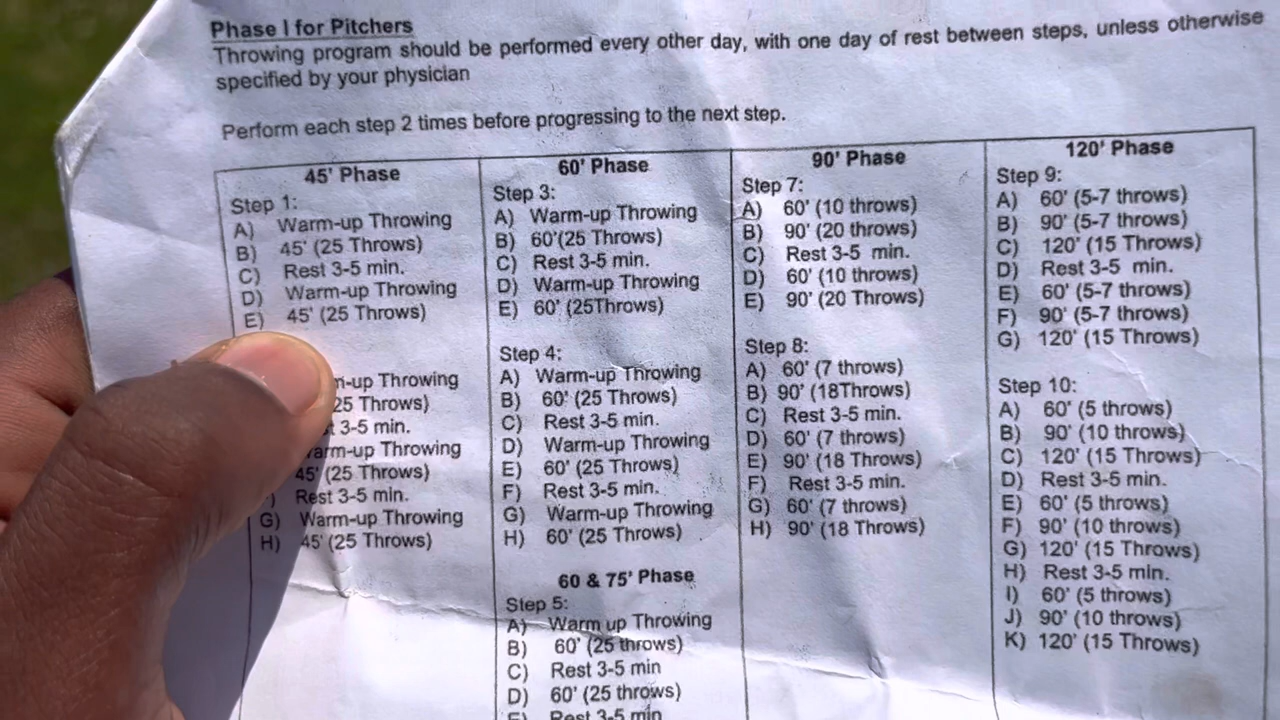 Phase I for Pitchers
Throwing program should be performed every other day, with one day of rest between steps, unless otherwise
specified by your physician
Perform each step 2 times before progressing to the next step.
45' Phase
Step 1:
A) Warm-up Throwing
B) 45' (25 Throws)
C) Rest 3-5 min.
D) Warm-up Throwing
E) 45' (25 Throws)
Throwing
25 Throws)
3-5 min.
Throwing
45' (25 Throws)
Rest 3-5 min.
G) Warm-up Throwing
H) 45' (25 Throws)
60' Phase
Step 3:
A) Warm-up Throwing
B) 60'(25 Throws)
C) Rest 3-5 min.
D) Warm-up Throwing
E) 60' (25Throws)
Step 4:
A) Warm-up Throwing
B) 60' (25 Throws)
C) Rest 3-5 min.
D) Warm-up Throwing
E) 60' (25 Throws)
F) Rest 3-5 min.
G) Warm-up Throwing
H) 60' (25 Throws)
60 & 75' Phase
Step 5:
A) Warm up Throwing
B) 60' (25 throws)
C) Rest 3-5 min
D) 60' (25 throws)
E) Rest 3-5 min
90' Phase
Step 7:
A) 60' (10 throws)
B) 90' (20 throws)
C) Rest 3-5 min.
D) 60' (10 throws)
E) 90' (20 Throws)
Step 8:
A) 60' (7 throws)
B) 90' (18Throws)
C) Rest 3-5 min.
D) 60' (7 throws)
E) 90' (18 Throws)
F) Rest 3-5 min.
G) 60' (7 throws)
H) 90' (18 Throws)
120' Phase
Step 9:
A) 60' (5-7 throws)
B) 90' (5-7 throws)
C) 120' (15 Throws)
D) Rest 3-5 min.
E) 60' (5-7 throws)
F) 90' (5-7 throws)
G) 120' (15 Throws)
Step 10:
A) 60' (5 throws)
B) 90' (10 throws)
C) 120' (15 Throws)
D) Rest 3-5 min.
E) 60' (5 throws)
F) 90' (10 throws)
G) 120' (15 Throws)
H) Rest 3-5 min.
I) 60' (5 throws)
J) 90' (10 throws)
K) 120' (15 Throws)